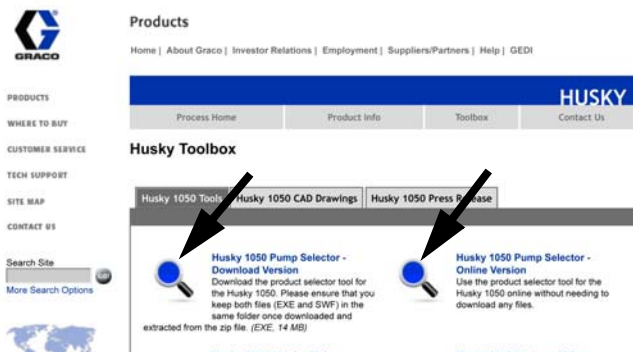 GRACO
Products
Home | About Graco | Investor Relations | Employment | Suppliers/Partners | Help | GEDI
HUSKY
Process Home Product Info Toolbox Contact Us
PRODUCTS
WHERE TO BUY
CUSTOMER SERVICE
TECH SUPPORT
SITE MAP
CONTACT US
Search Site
GO!
More Search Options
Husky Toolbox
Husky 1050 Tools Husky 1050 CAD Drawings Husky 1050 Press Release
Husky 1050 Pump Selector -
Download Version
Download the product selector tool for
the Husky 1050. Please ensure that you
keep both files (EXE and SWF) in the
same folder once downloaded and
extracted from the zip file. (EXE, 14 MB)
Husky 1050 Pump Selector -
Online Version
Use the product selector tool for the
Husky 1050 online without needing to
download any files.